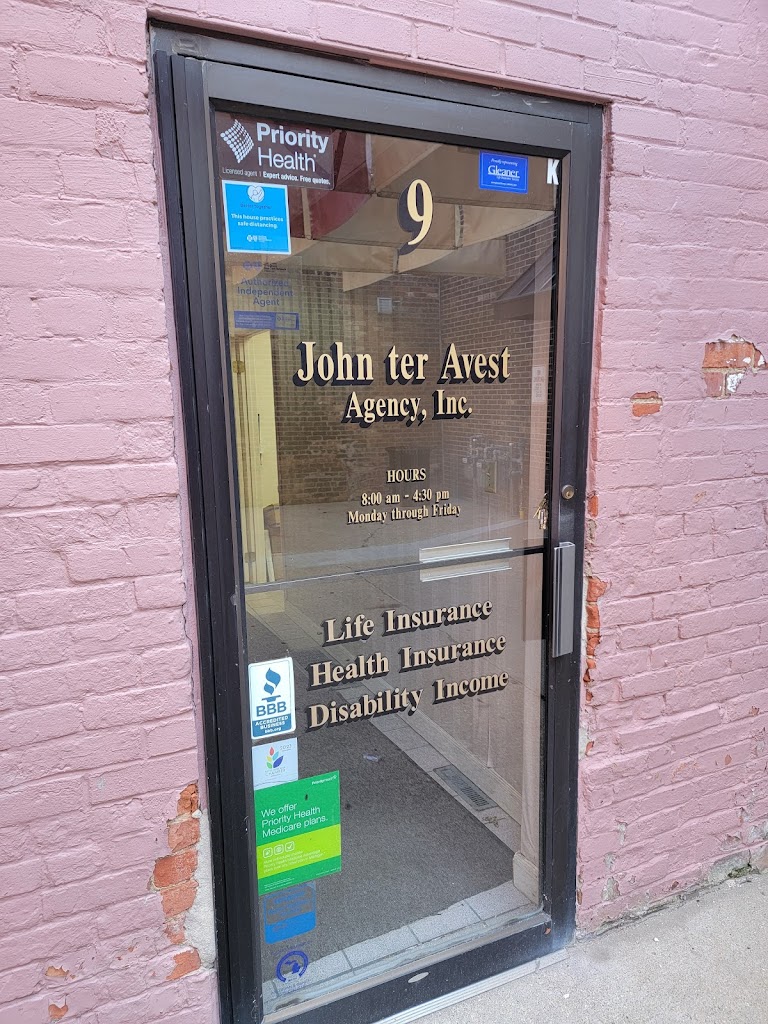 Priority
Health
Licensed agent | Expert advice. Free quotes.
Gleaner
K
This house practices
safe distancing.
9
Authorized
Independent
Agent
John ter Avest
Agency, Inc.
HOURS
8:00 am - 4:30 pm
Monday through Friday
Life Insurance
Health Insurance
Disability Income
BBB
ACCREDITED
BUSINESS
bbb.org
We offer
Priority Health
Medicare plans.